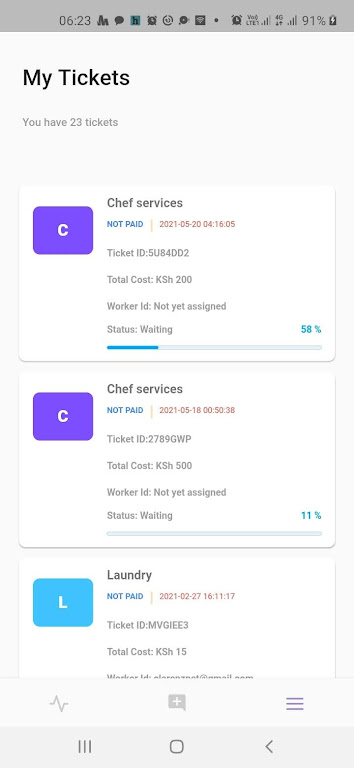 06:23
VoLTE1 4G 91%
My Tickets
You have 23 tickets
C
Chef services
NOT PAID | 2021-05-20 04:16:05
Ticket ID:5U84DD2
Total Cost: KSh 200
Worker Id: Not yet assigned
Status: Waiting 58 %
C
Chef services
NOT PAID | 2021-05-18 00:50:38
Ticket ID:2789GWP
Total Cost: KSh 500
Worker Id: Not yet assigned
Status: Waiting 11 %
L
Laundry
NOT PAID | 2021-02-27 16:11:17
Ticket ID:MVGIEE3
Total Cost: KSh 15